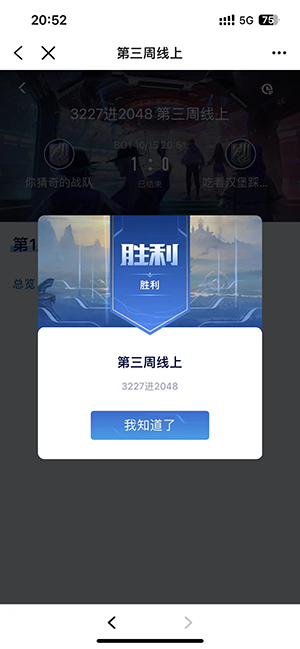 20:52
5G 75
第三周线上
3227进2048 第三周线上
BO1 10/15 20:51
1 : 0
已结束
你猜奇的战队
吃着汉堡踩...
第1
总览
胜利
胜利
第三周线上
3227进2048
我知道了